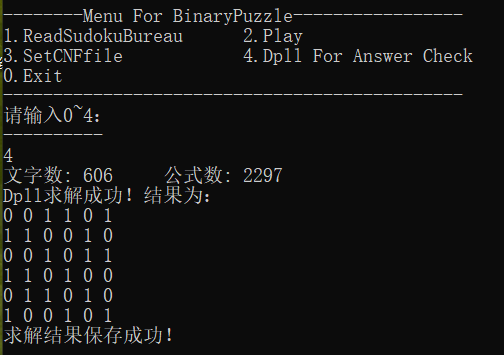 --------Menu For BinaryPuzzle-----------------
1.ReadSudokuBureau      2.Play
3.SetCNFfile            4.Dpll For Answer Check
0.Exit
----------------------------------------------
请输入0~4:
----------
4
文字数: 606     公式数: 2297
Dpll求解成功! 结果为:
0 0 1 1 0 1
1 1 0 0 1 0
0 0 1 0 1 1
1 1 0 1 0 0
0 1 1 0 1 0
1 0 0 1 0 1
求解结果保存成功!